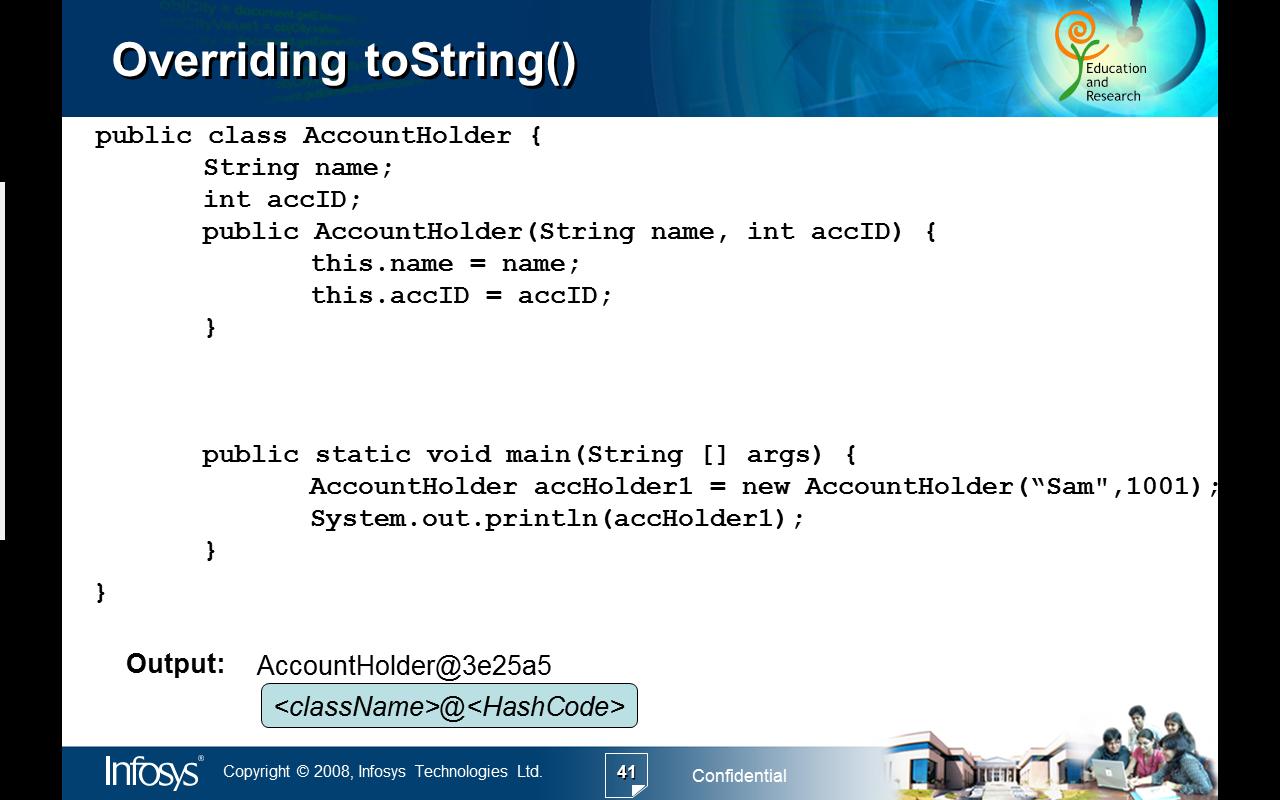 Overriding toString()
Education
and
Research
public class AccountHolder {
String name;
int accID;
public AccountHolder(String name, int accID) {
this.name = name;
this.accID = accID;
}
public static void main(String [] args) {
AccountHolder accHolder1 = new AccountHolder(“Sam",1001);
System.out.println(accHolder1);
}
}
Output: AccountHolder@3e25a5
<className>@<HashCode>
Infosys® Copyright © 2008, Infosys Technologies Ltd. 41 Confidential